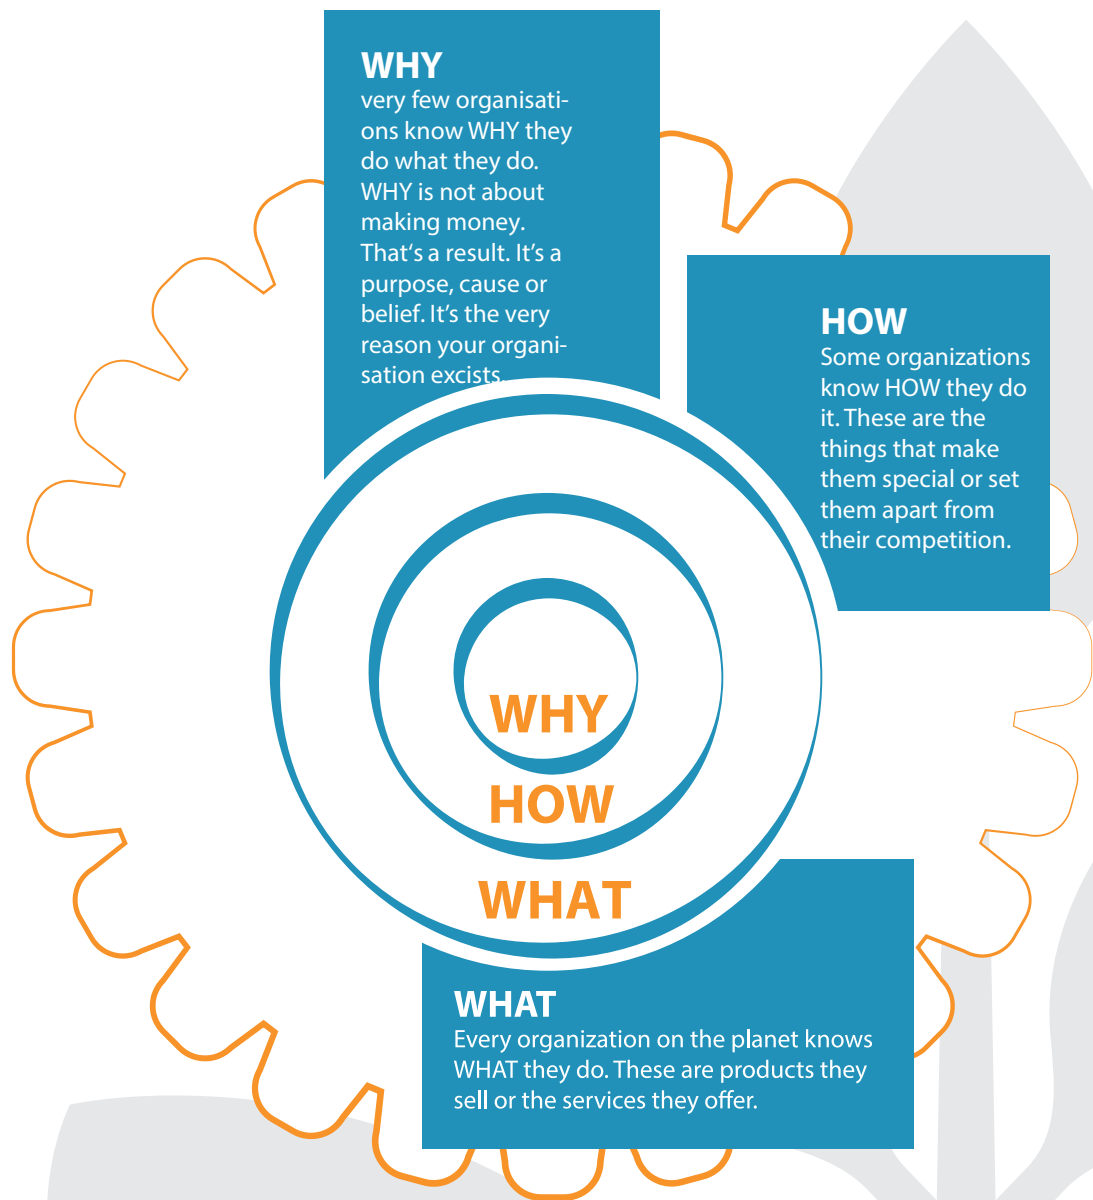 WHY
very few organisati-
ons know WHY they
do what they do.
WHY is not about
making money.
That‘s a result. It’s a
purpose, cause or
belief. It’s the very
reason your organi-
sation excists.
HOW
Some organizations
know HOW they do
it. These are the
things that make
them special or set
them apart from
their competition.
WHY
HOW
WHAT
WHAT
Every organization on the planet knows
WHAT they do. These are products they
sell or the services they offer.